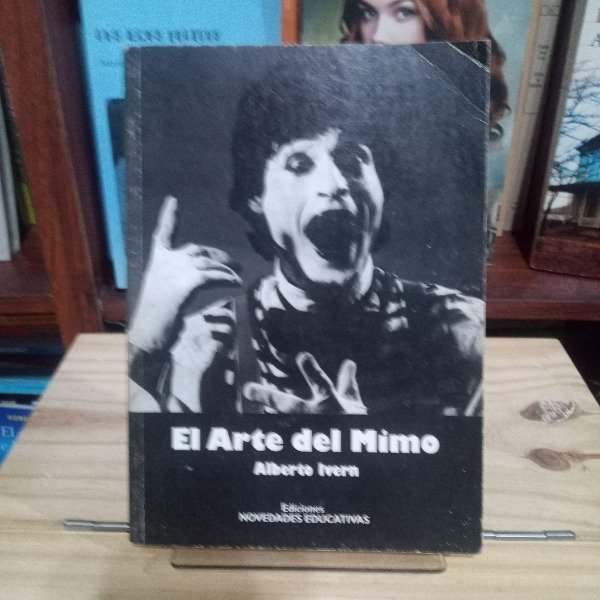 El Arte del Mimo
Alberto Ivern
Ediciones
NOVEDADES EDUCATIVAS